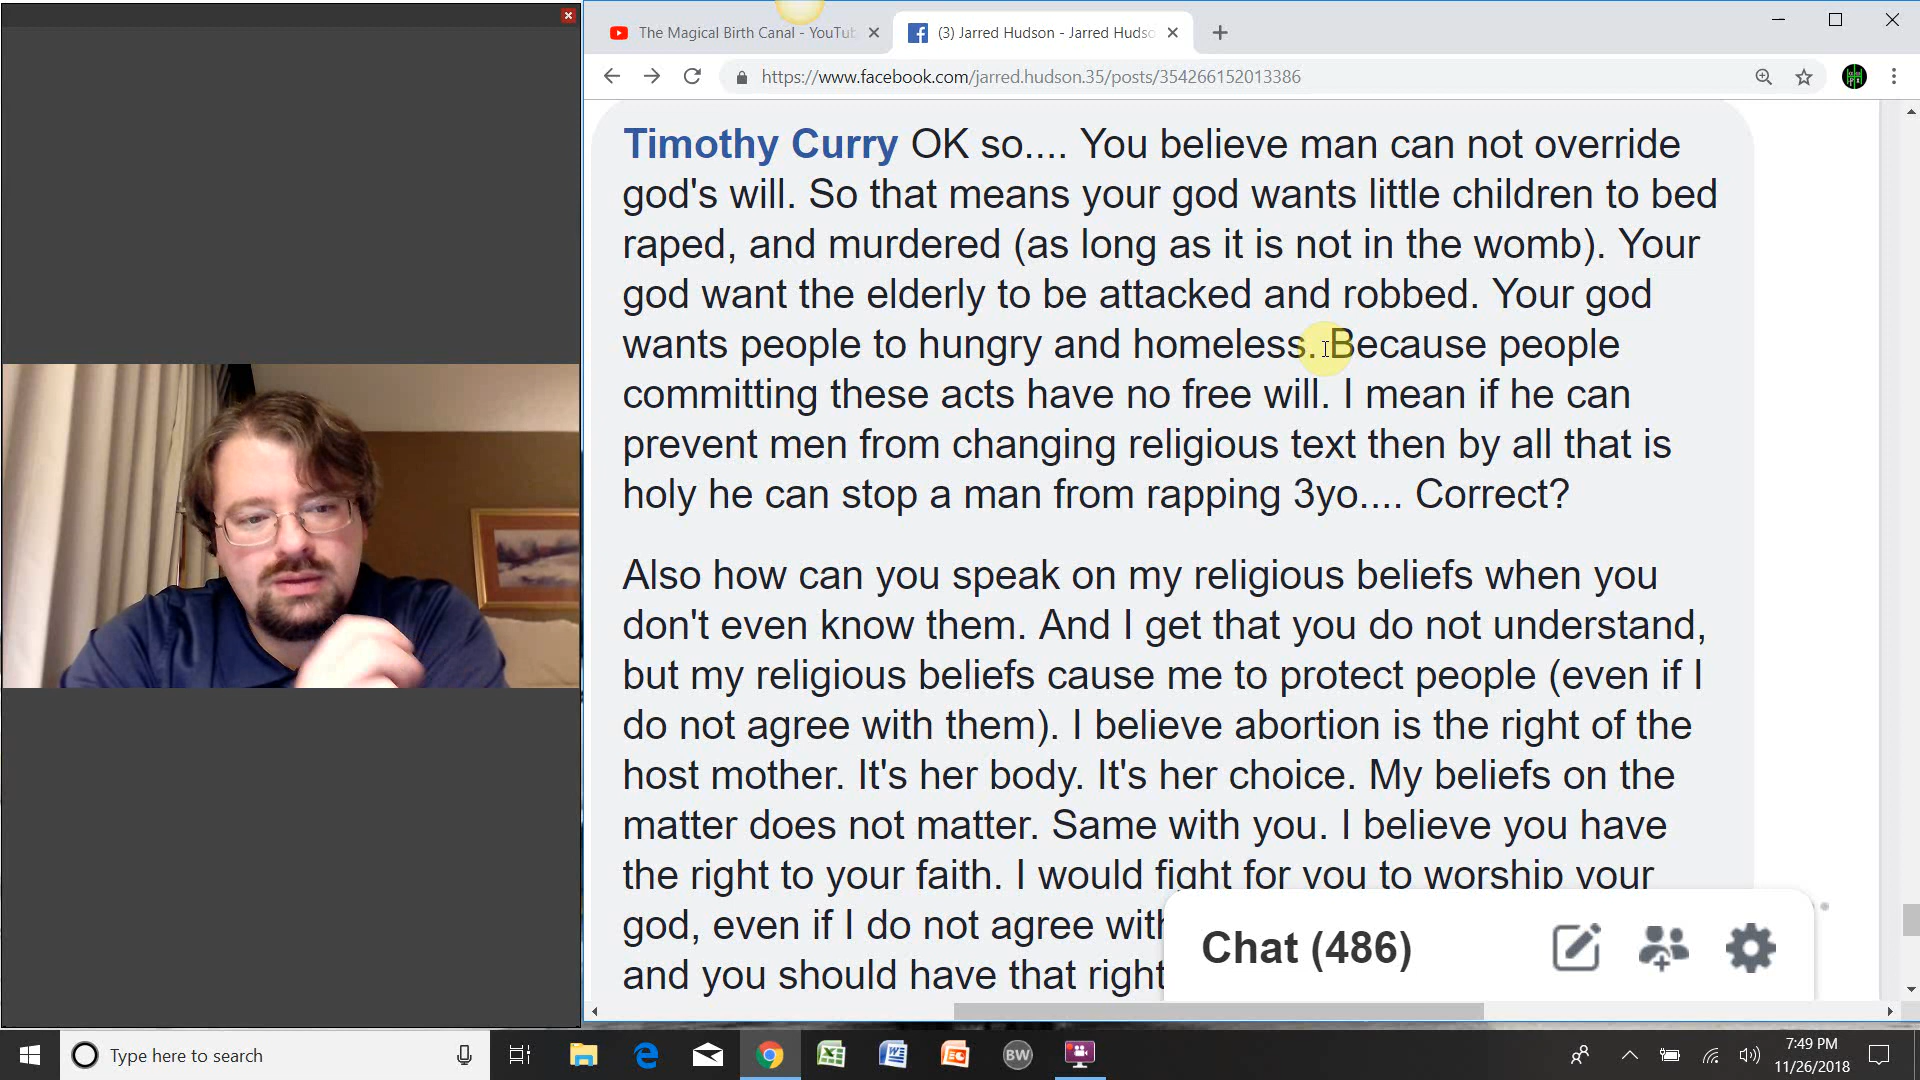 The Magical Birth Canal - YouTub
(3) Jarred Hudson - Jarred Hudso
https://www.facebook.com/jarred.hudson.35/posts/354266152013386
Timothy Curry OK so.... You believe man can not override
god's will. So that means your god wants little children to bed
raped, and murdered (as long as it is not in the womb). Your
god want the elderly to be attacked and robbed. Your god
wants people to hungry and homeless. Because people
committing these acts have no free will. I mean if he can
prevent men from changing religious text then by all that is
holy he can stop a man from rapping 3yo.... Correct?
Also how can you speak on my religious beliefs when you
don't even know them. And I get that you do not understand,
but my religious beliefs cause me to protect people (even if I
do not agree with them). I believe abortion is the right of the
host mother. It's her body. It's her choice. My beliefs on the
matter does not matter. Same with you. I believe you have
the right to your faith. I would fight for you to worship your
god, even if I do not agree with
and you should have that right
Chat (486)
Type here to search
BW
7:49 PM
11/26/2018